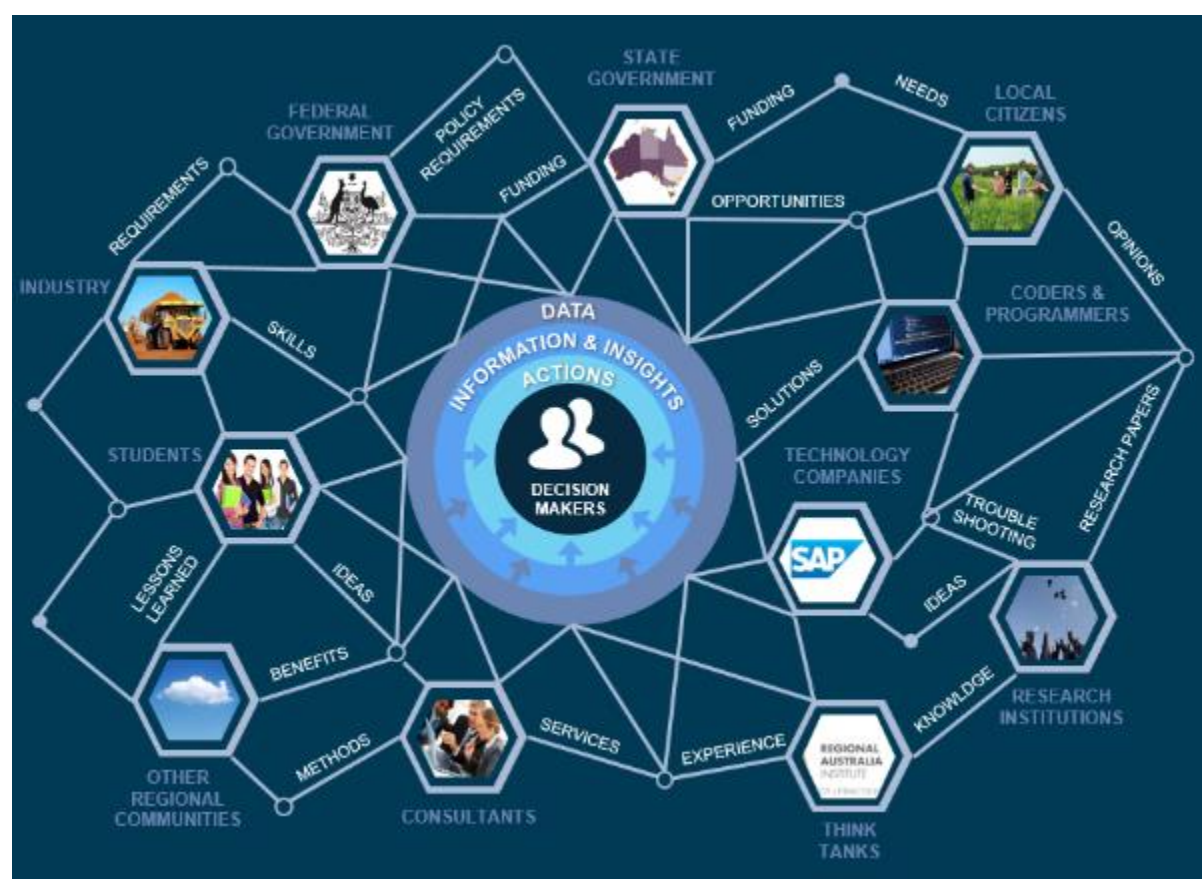 STATE
GOVERNMENT
FEDERAL
GOVERNMENT
POLICY
REQUIREMENTS
FUNDING
FUNDING
NEEDS
LOCAL
CITIZENS
REQUIREMENTS
OPPORTUNITIES
OPINIONS
INDUSTRY
SKILLS
DATA
INFORMATION & INSIGHTS
ACTIONS
DECISION
MAKERS
CODERS &
PROGRAMMERS
SOLUTIONS
STUDENTS
TECHNOLOGY
COMPANIES
SAP
TROUBLE
SHOOTING
RESEARCH PAPERS
LESSONS
LEARNED
IDEAS
IDEAS
BENEFITS
METHODS
SERVICES
EXPERIENCE
KNOWLDGE
RESEARCH
INSTITUTIONS
REGIONAL
AUSTRALIA
INSTITUTE
OTHER
REGIONAL
COMMUNITIES
CONSULTANTS
THINK
TANKS